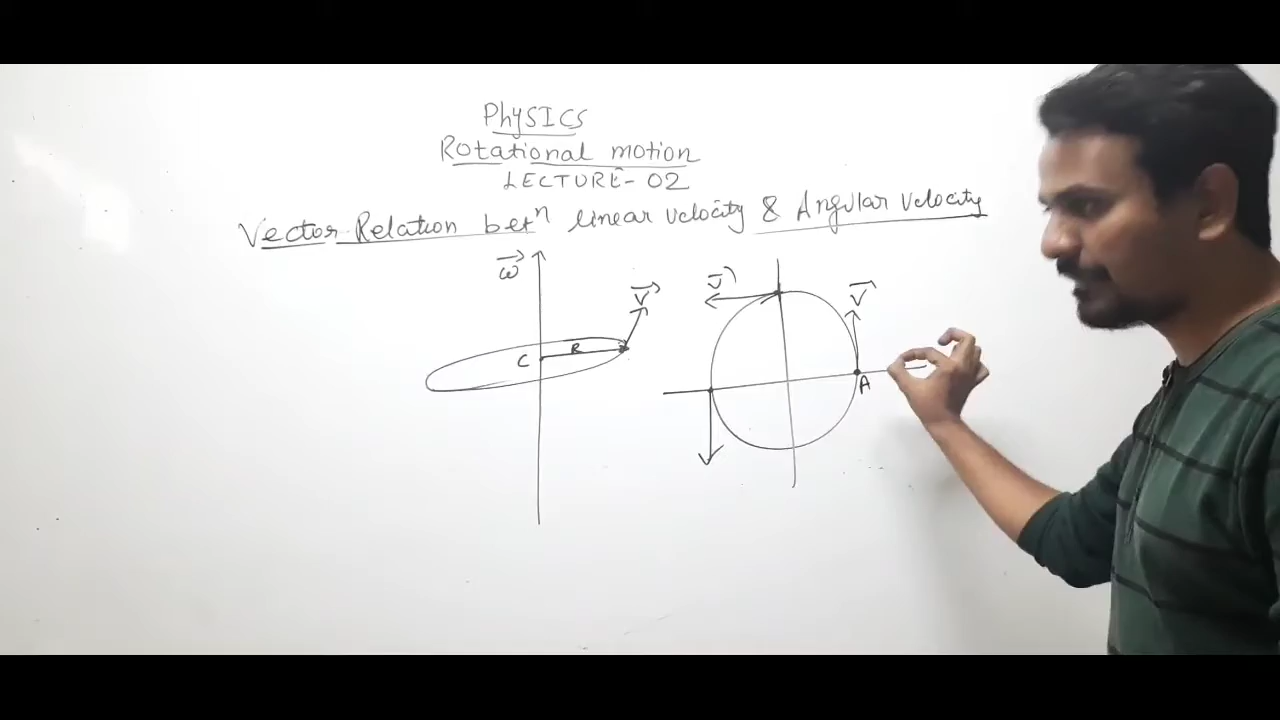 PhySICS
Rotational motion
LECTURE-02
Vector Relation betⁿ linear velocity & Angular velocity
ω⃗
v⃗
R
C
v⃗
v⃗
A